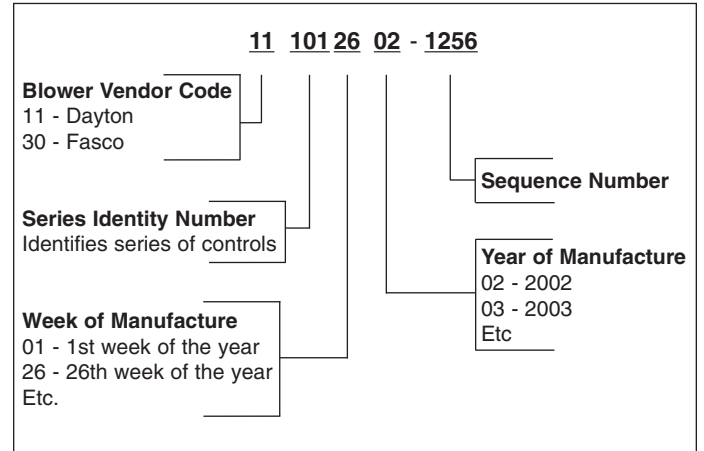 11 101 26 02 - 1256
Blower Vendor Code
11 - Dayton
30 - Fasco
Sequence Number
Series Identity Number
Identifies series of controls
Year of Manufacture
02 - 2002
03 - 2003
Etc
Week of Manufacture
01 - 1st week of the year
26 - 26th week of the year
Etc.